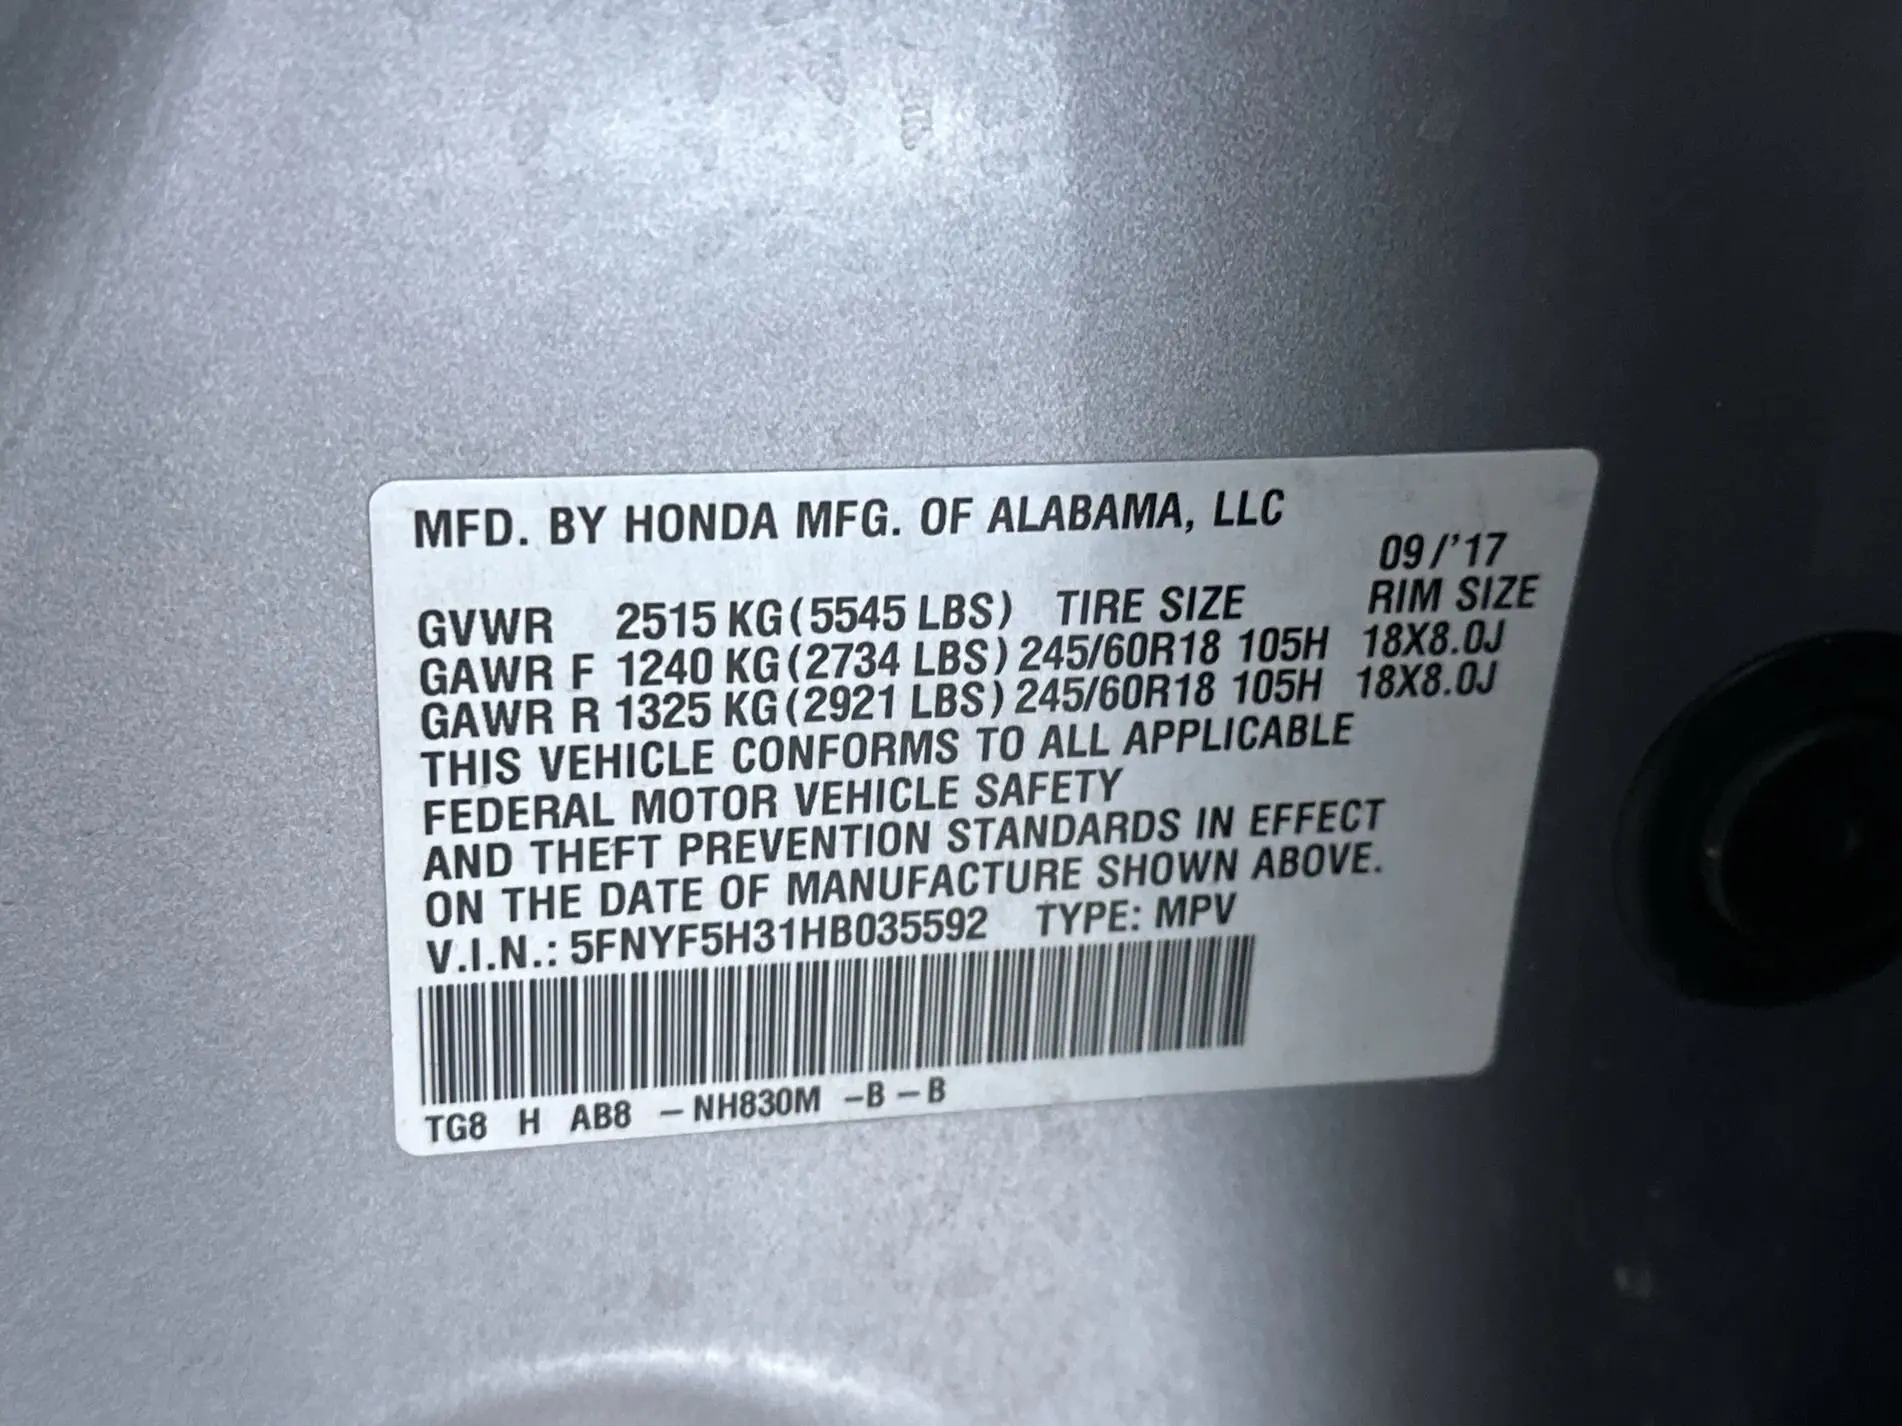 MFD. BY HONDA MFG. OF ALABAMA, LLC
09/'17
GVWR 2515 KG (5545 LBS) TIRE SIZE RIM SIZE
GAWR F 1240 KG (2734 LBS) 245/60R18 105H 18X8.0J
GAWR R 1325 KG (2921 LBS) 245/60R18 105H 18X8.0J
THIS VEHICLE CONFORMS TO ALL APPLICABLE
FEDERAL MOTOR VEHICLE SAFETY
AND THEFT PREVENTION STANDARDS IN EFFECT
ON THE DATE OF MANUFACTURE SHOWN ABOVE.
V.I.N.: 5FNYF5H31HB035592 TYPE: MPV
TG8 H AB8 –NH830M –B–B